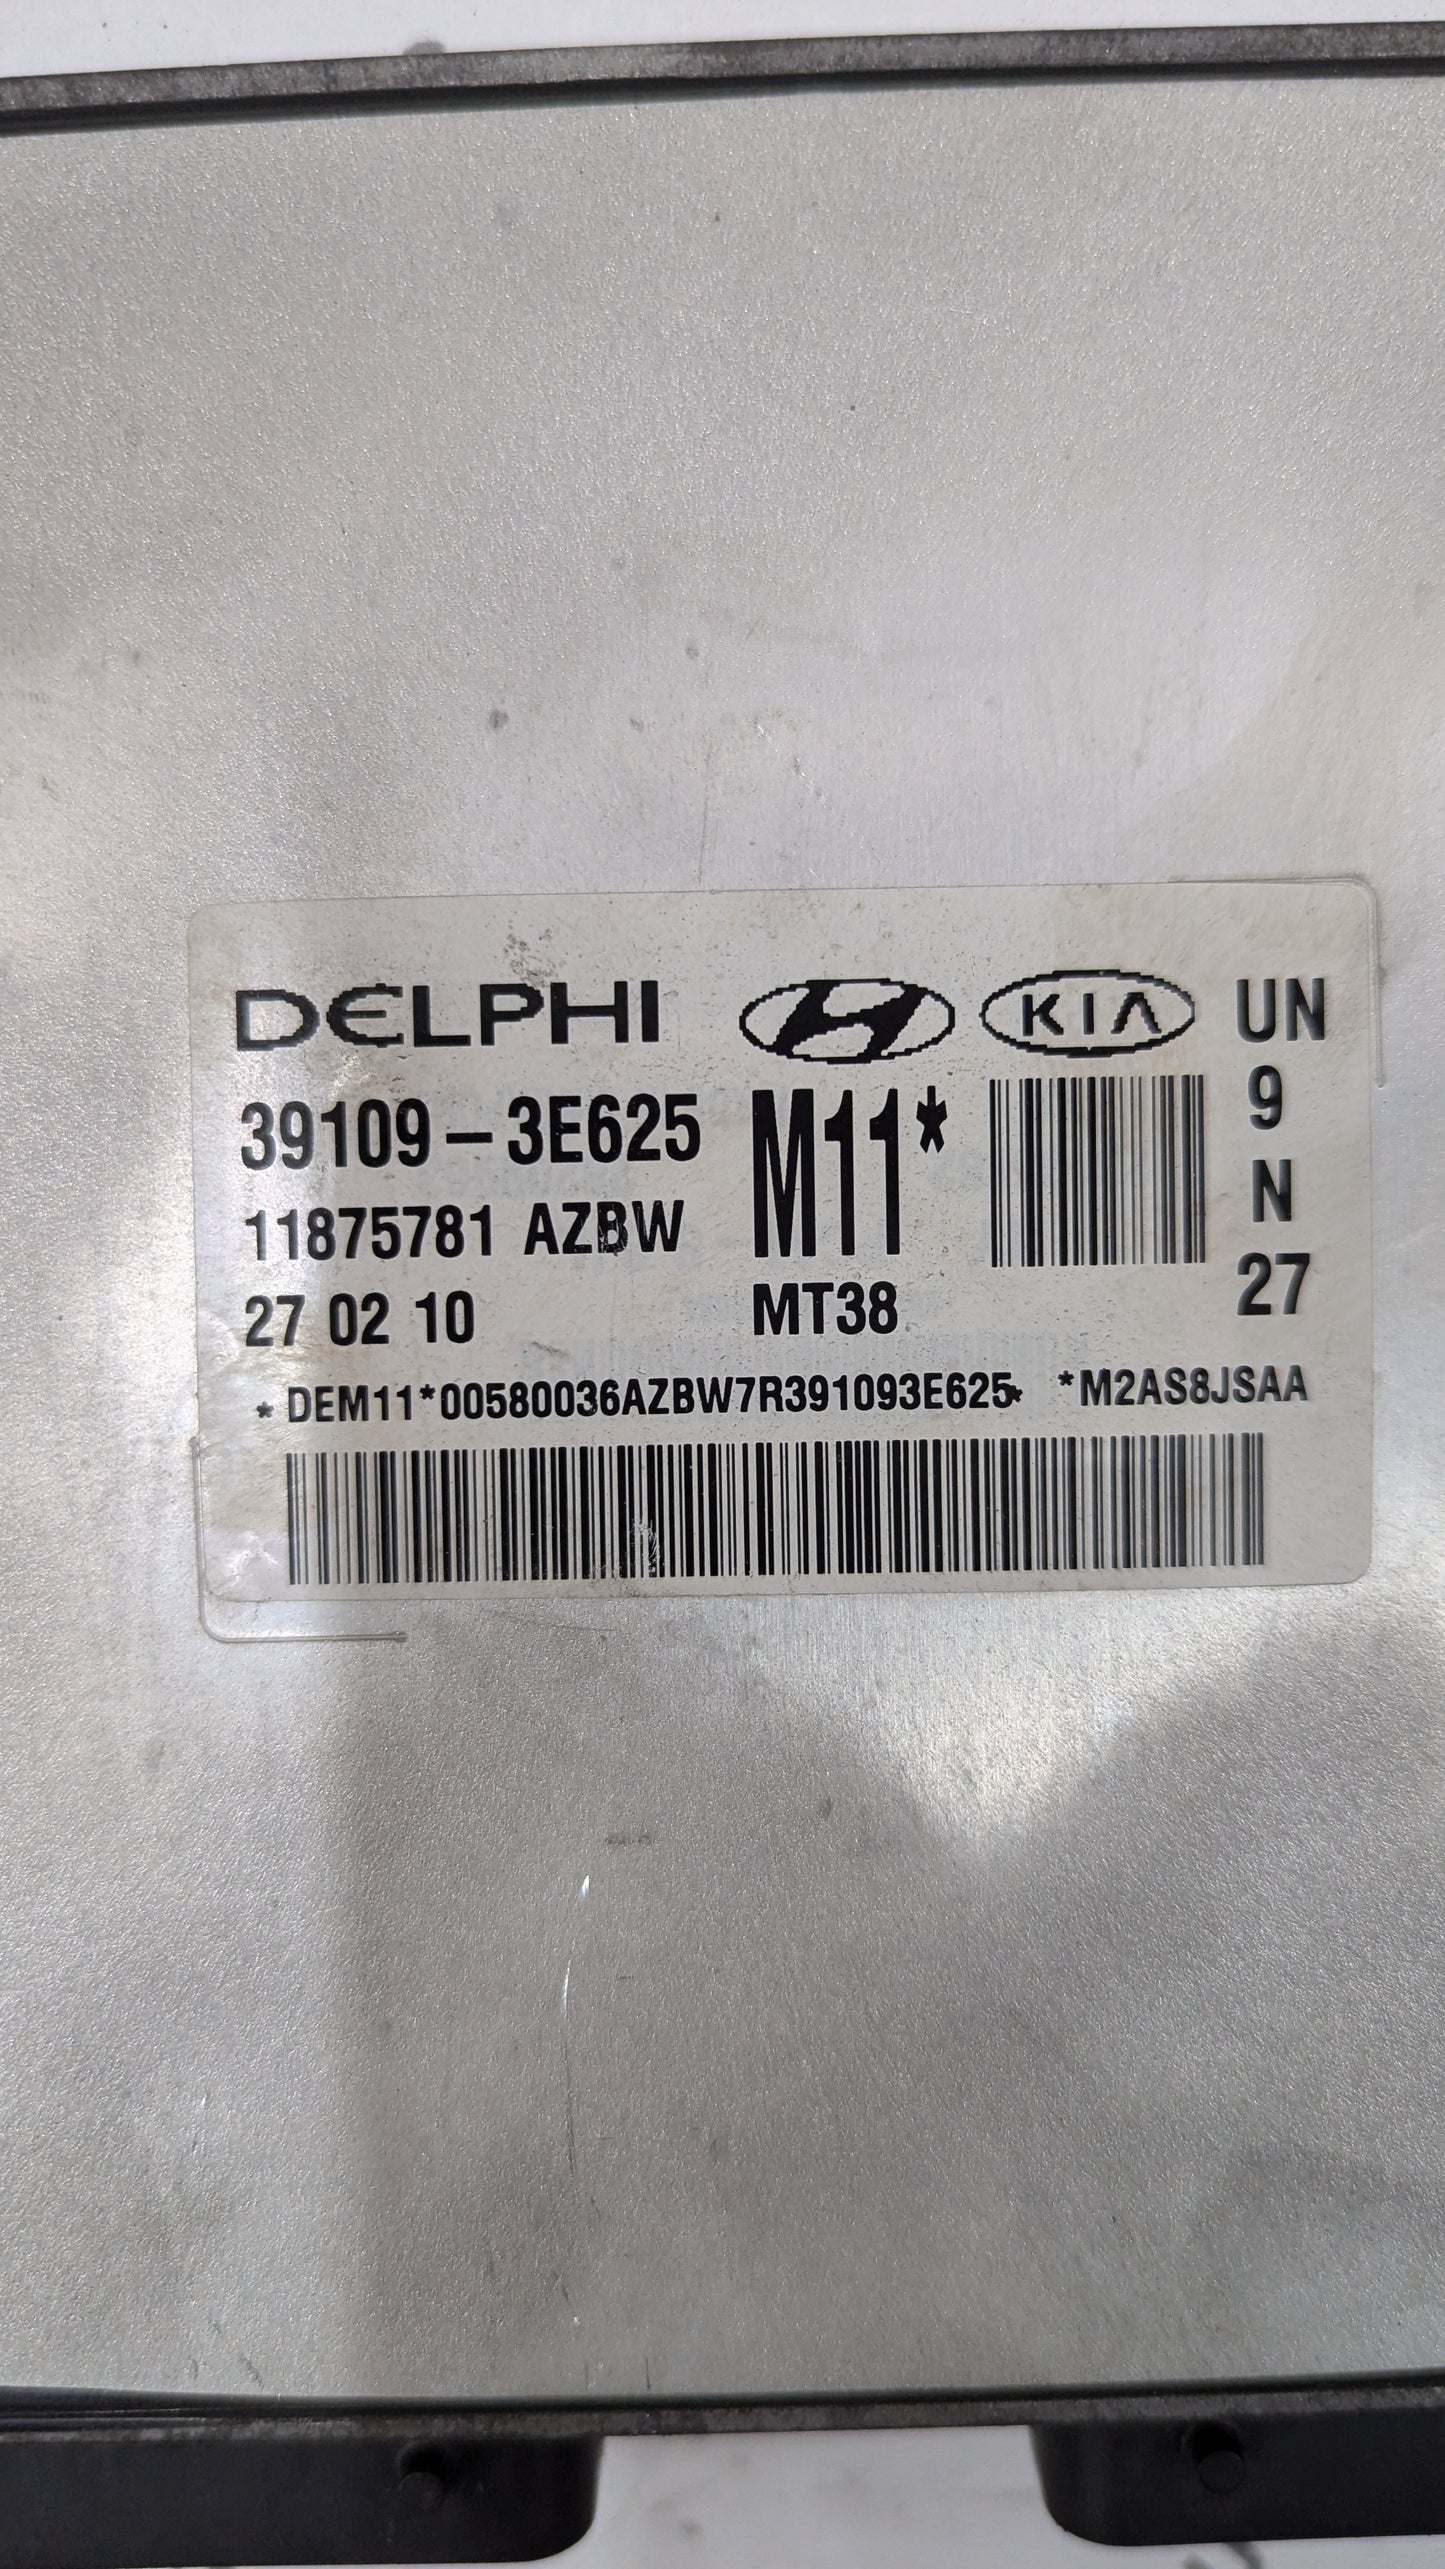 DELPHI H KIA UN
39109-3E625 M11* 9
11875781 AZBW N
27 02 10 MT38 27
*DEM11*00580036AZBW7R391093E625* *M2AS8JSAA